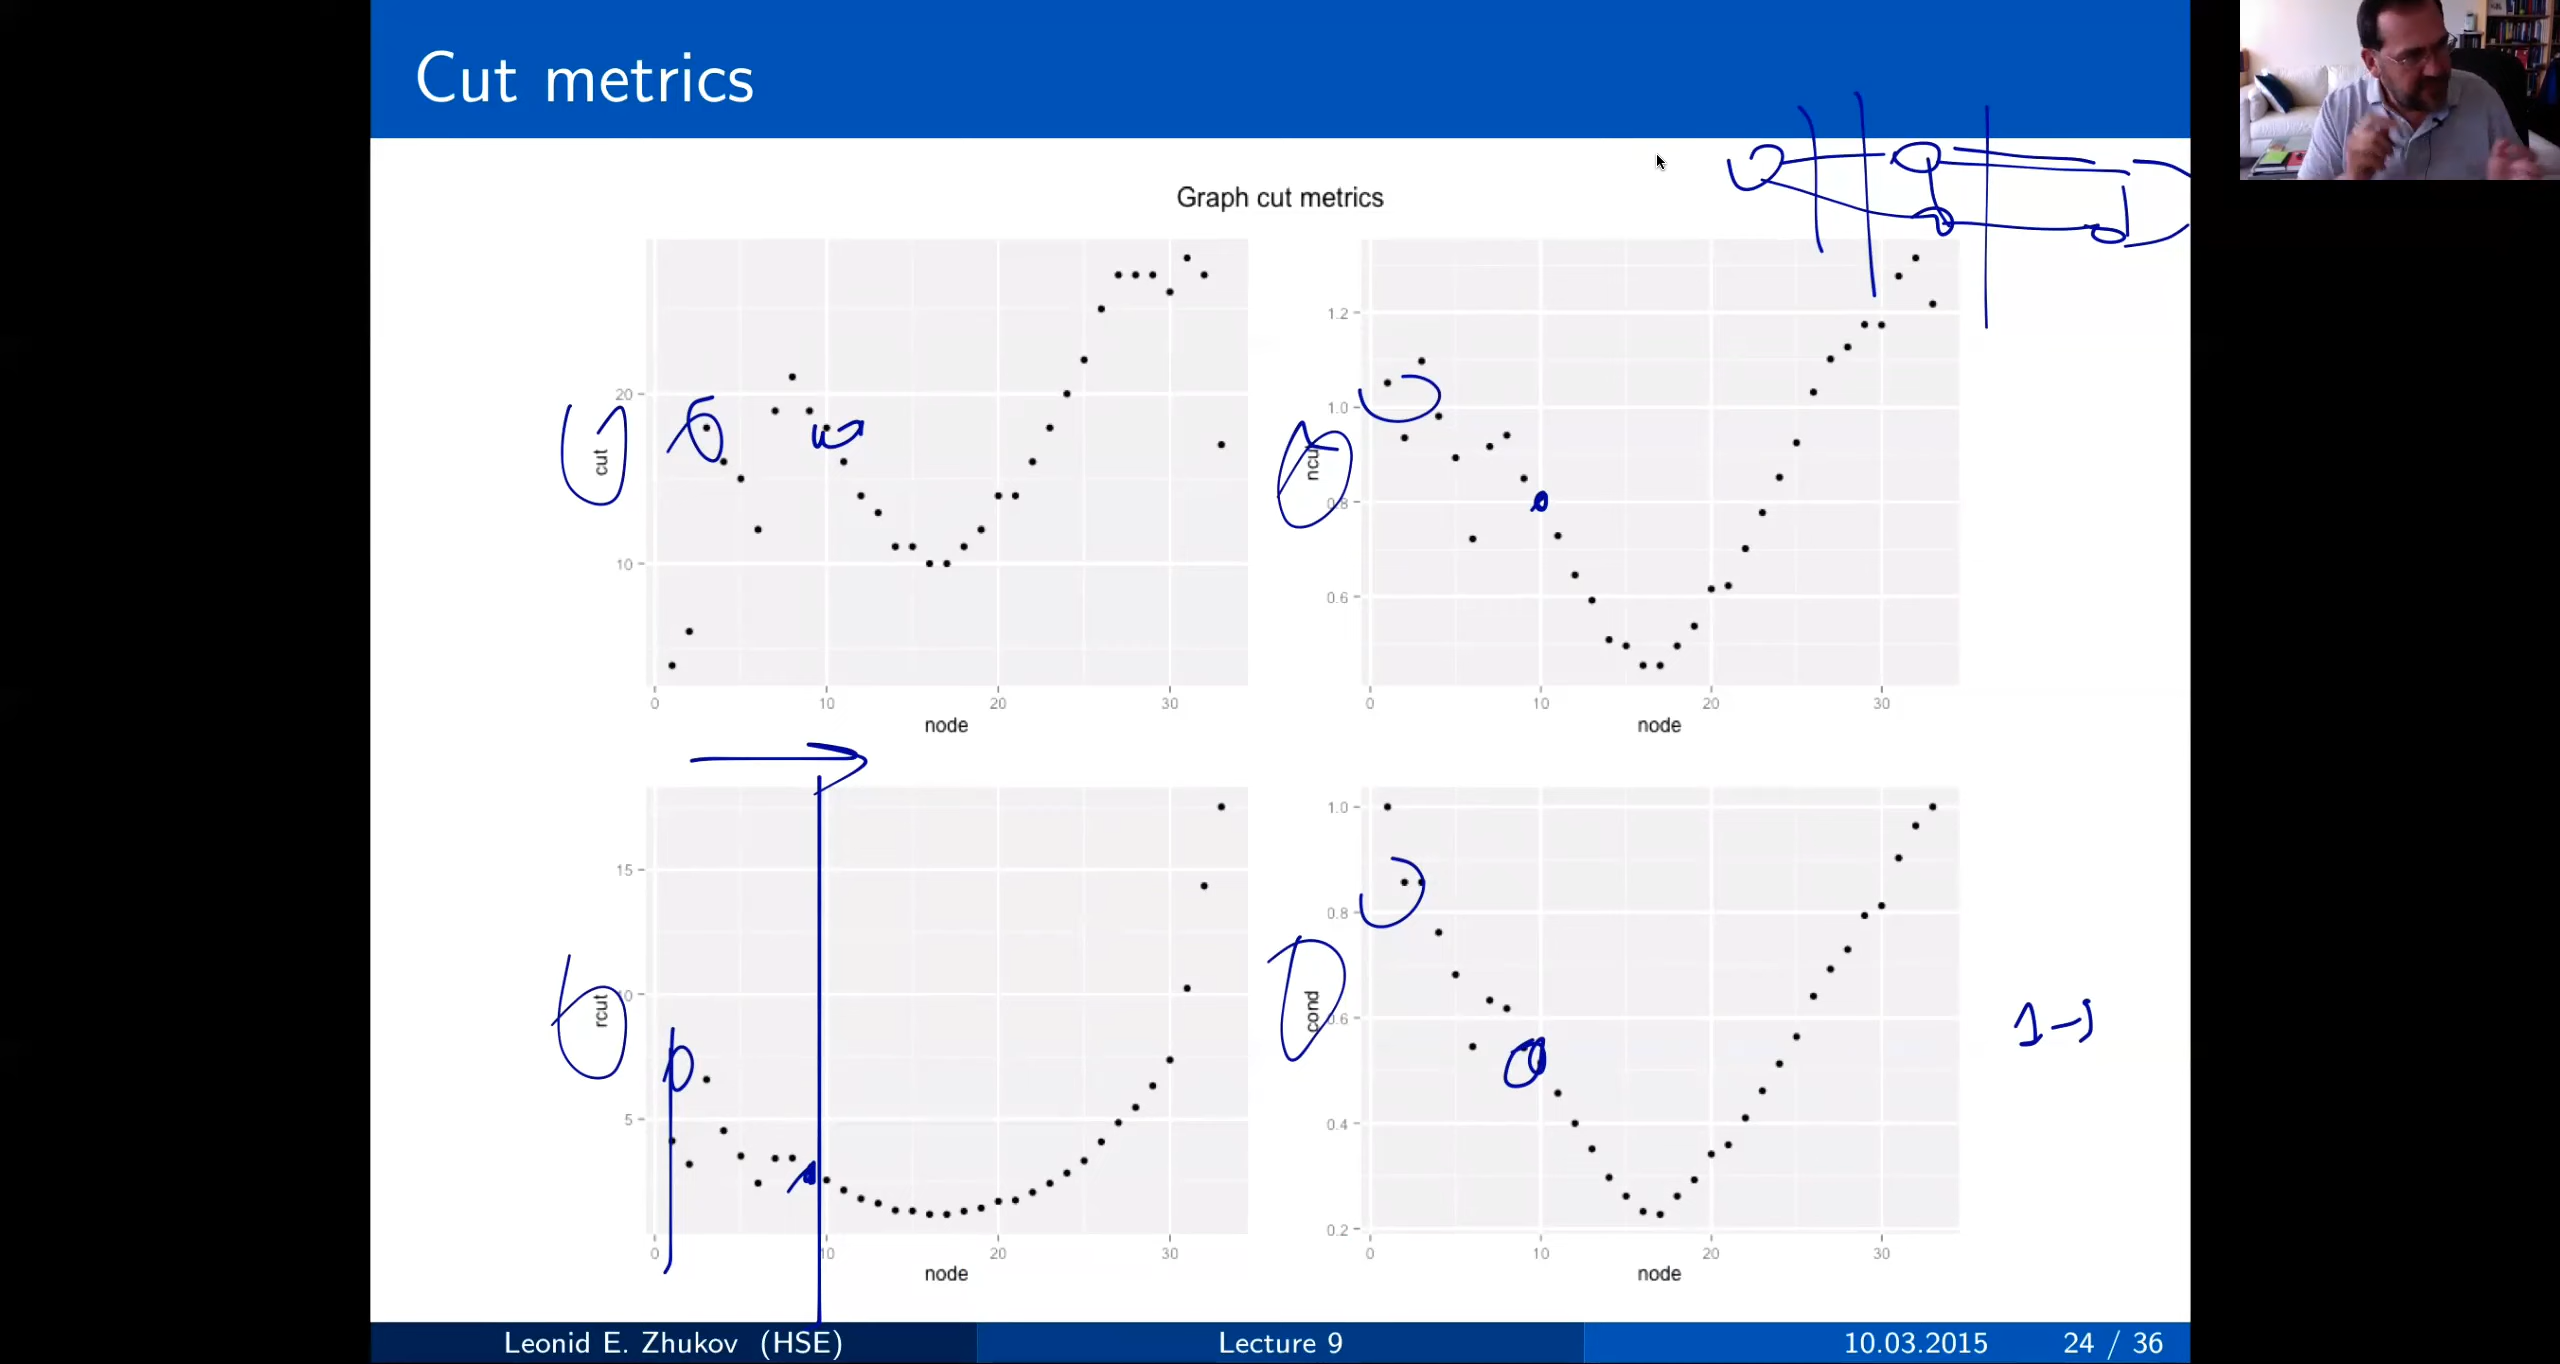 Cut metrics
Graph cut metrics
cut
20
10
0 10 20 30
node
1.2
1.0
0.8
0.6
0 10 20 30
node
rcut
15
10
5
0 10 20 30
node
cond
1.0
0.8
0.6
0.4
0.2
0 10 20 30
node
Leonid E. Zhukov (HSE) Lecture 9 10.03.2015 24 / 36